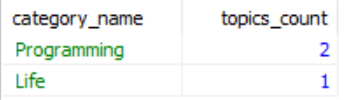 category_name topics_count
Programming 2
Life 1